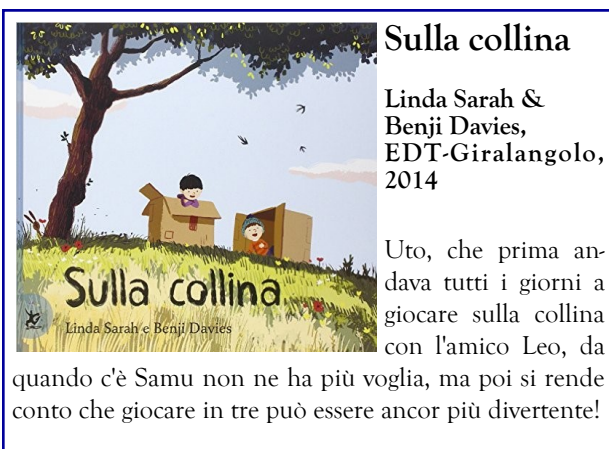 Sulla collina
Linda Sarah e Benji Davies
Sulla collina
Linda Sarah &
Benji Davies,
EDT-Giralangolo,
2014
Uto, che prima an-
dava tutti i giorni a
giocare sulla collina
con l'amico Leo, da
quando c'è Samu non ne ha più voglia, ma poi si rende
conto che giocare in tre può essere ancor più divertente!